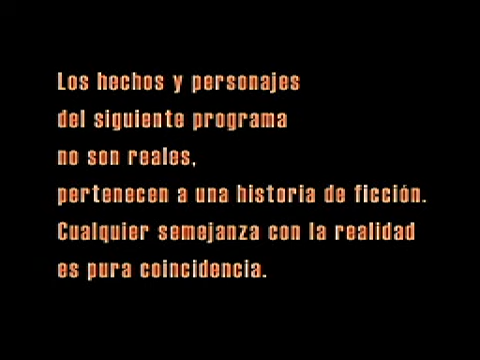 Los hechos y personajes
del siguiente programa
no son reales,
pertenecen a una historia de ficción.
Cualquier semejanza con la realidad
es pura coincidencia.